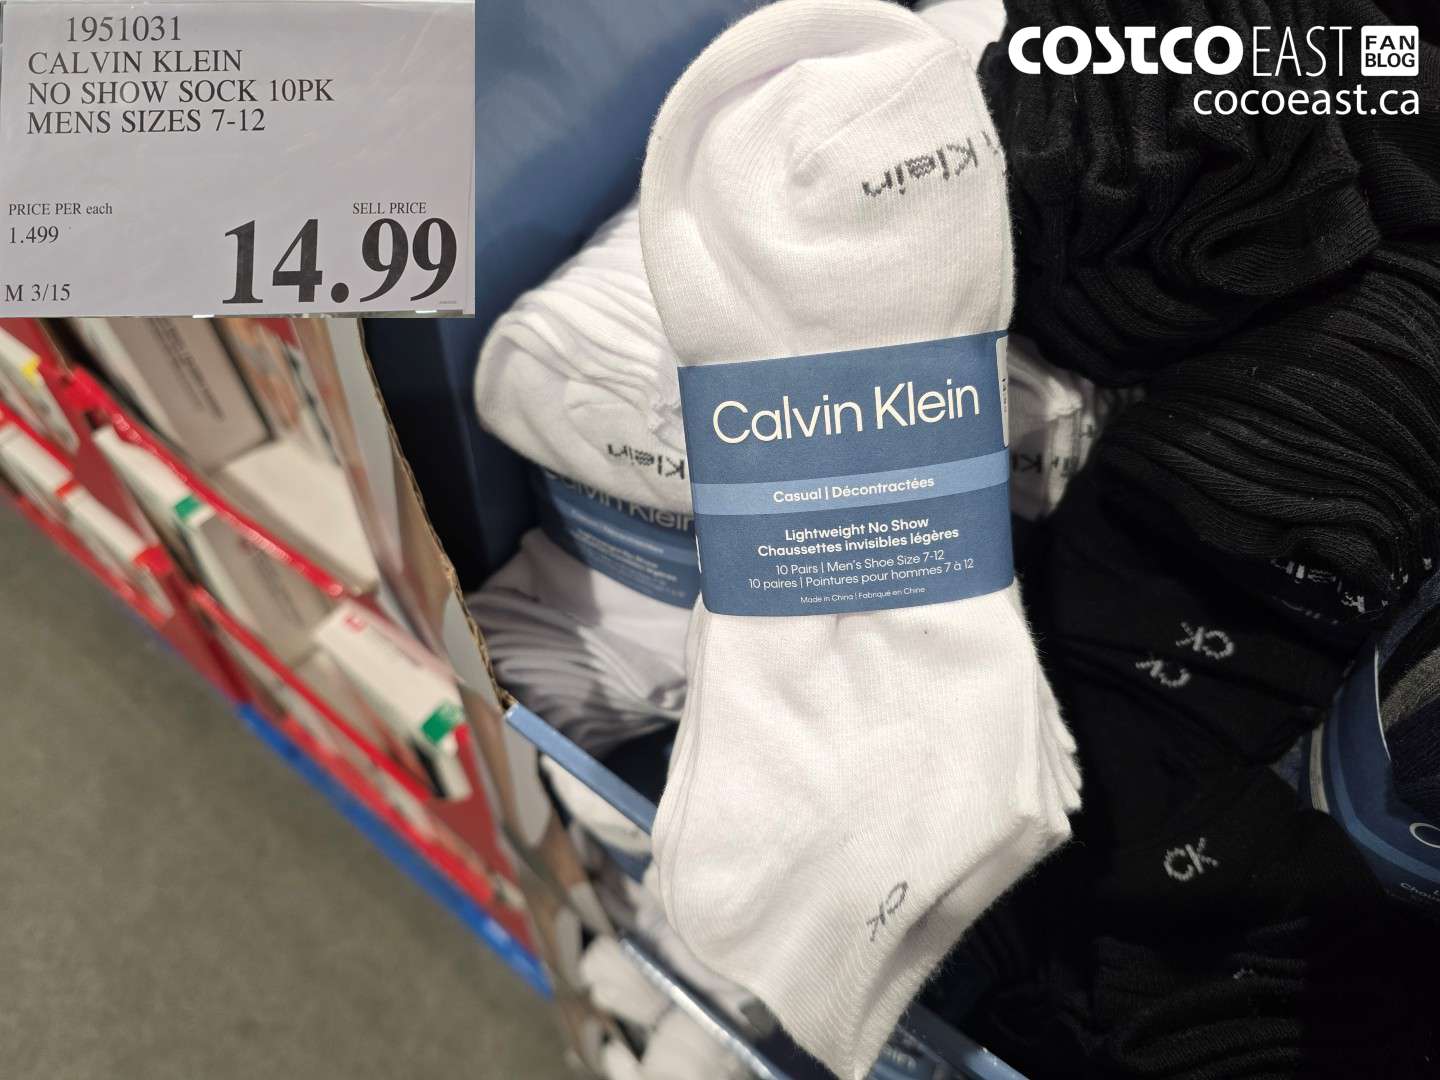 1951031
CALVIN KLEIN
NO SHOW SOCK 10PK
MENS SIZES 7-12
PRICE PER each
1.499
SELL PRICE
14.99
M 3/15
COSTCO EAST FAN BLOG
cocoeast.ca
Klein
Calvin Klein
Casual | Décontractées
Lightweight No Show
Chaussettes invisibles légères
10 Pairs | Men's Shoe Size 7-12
10 paires | Pointures pour hommes 7 à 12
Made in China | Fabriqué en Chine
CK
Klein
Calvin Klein
CK
CK
CK